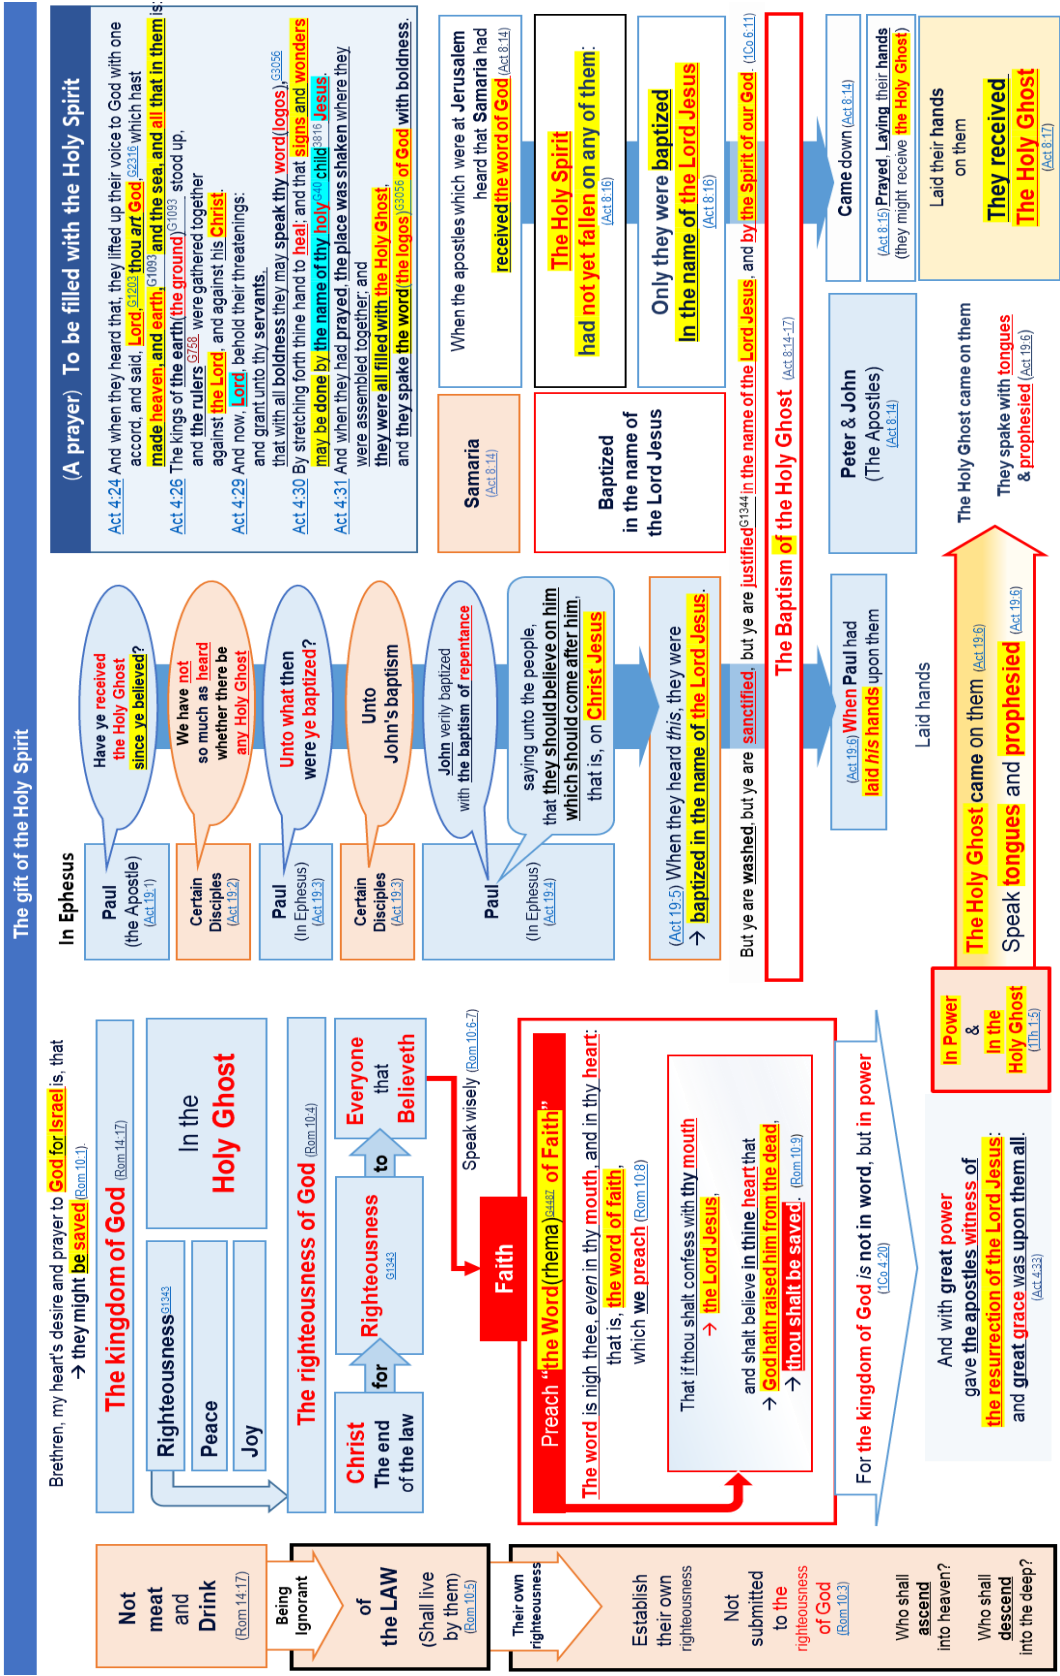 The gift of the Holy Spirit
Not
meat
and
Drink
(Rom 14:17)
Being
Ignorant
of
the LAW
(Shall live
by them)
(Rom 10:5)
Their own
righteousness
Establish
their own
righteousness
Not
submitted
to the
righteousness
of God
(Rom 10:3)
Who shall
ascend
into heaven?
Who shall
descend
into the deep?
Brethren, my heart's desire and prayer to God for Israel is, that
→ they might be saved (Rom 10:1).
The kingdom of God (Rom 14:17)
Righteousness G1343
Peace
Joy
In the
Holy Ghost
The righteousness of God (Rom 10:4)
Christ
The end
of the law
for
Righteousness
G1343
to
Everyone
that
Believeth
Speak wisely (Rom 10:6-7)
Faith
Preach "the Word(rhema)G4487 of Faith"
The word is nigh thee, even in thy mouth, and in thy heart:
that is, the word of faith,
which we preach (Rom 10:8)
That if thou shalt confess with thy mouth
→ the Lord Jesus,
and shalt believe in thine heart that
→ God hath raised him from the dead,
→ thou shalt be saved. (Rom 10:9)
For the kingdom of God is not in word, but in power
(1Co 4:20)
And with great power
gave the apostles witness of
the resurrection of the Lord Jesus:
and great grace was upon them all.
(Act 4:33)
In Power
&
In the
Holy Ghost
(1Th 1:5)
In Ephesus
Paul
(the Apostle)
(Act 19:1)
Have ye received
the Holy Ghost
since ye believed?
Certain
Disciples
(Act 19:2)
We have not
so much as heard
whether there be
any Holy Ghost
Paul
(In Ephesus)
(Act 19:3)
Unto what then
were ye baptized?
Certain
Disciples
(Act 19:3)
Unto
John's baptism
Paul
(In Ephesus)
(Act 19:4)
John verily baptized
with the baptism of repentance
saying unto the people,
that they should believe on him
which should come after him,
that is, on Christ Jesus
(Act 19:5) When they heard this, they were
→ baptized in the name of the Lord Jesus.
But ye are washed, but ye are sanctified, but ye are justified G1344 in the name of the Lord Jesus, and by the Spirit of our God. (1Co 6:11)
The Baptism of the Holy Ghost (Act 8:14-17)
(Act 19:6) When Paul had
laid his hands upon them
Laid hands
The Holy Ghost came on them (Act 19:6)
Speak tongues and prophesied (Act 19:6)
(A prayer) To be filled with the Holy Spirit
Act 4:24 And when they heard that, they lifted up their voice to God with one
accord, and said, Lord, G1203 thou art God, G2316 which hast
made heaven, and earth, G1093 and the sea, and all that in them is:
Act 4:26 The kings of the earth(the ground) G1093 stood up,
and the rulers G758 were gathered together
against the Lord, and against his Christ.
Act 4:29 And now, Lord, behold their threatenings:
and grant unto thy servants,
that with all boldness they may speak thy word(logos), G3056
Act 4:30 By stretching forth thine hand to heal; and that signs and wonders
may be done by the name of thy holy G40 child 3816 Jesus.
Act 4:31 And when they had prayed, the place was shaken where they
were assembled together; and
they were all filled with the Holy Ghost,
and they spake the word(the logos) G3056 of God with boldness.
Samaria
(Act 8:14)
When the apostles which were at Jerusalem
heard that Samaria had
received the word of God (Act 8:14)
Baptized
in the name of
the Lord Jesus
The Holy Spirit
had not yet fallen on any of them:
(Act 8:16)
Only they were baptized
In the name of the Lord Jesus
(Act 8:16)
Peter & John
(The Apostles)
(Act 8:14)
Came down (Act 8:14)
(Act 8:15) Prayed, Laying their hands
(they might receive the Holy Ghost)
Laid their hands
on them
They received
The Holy Ghost
(Act 8:17)
The Holy Ghost came on them
They spake with tongues
& prophesied (Act 19:6)